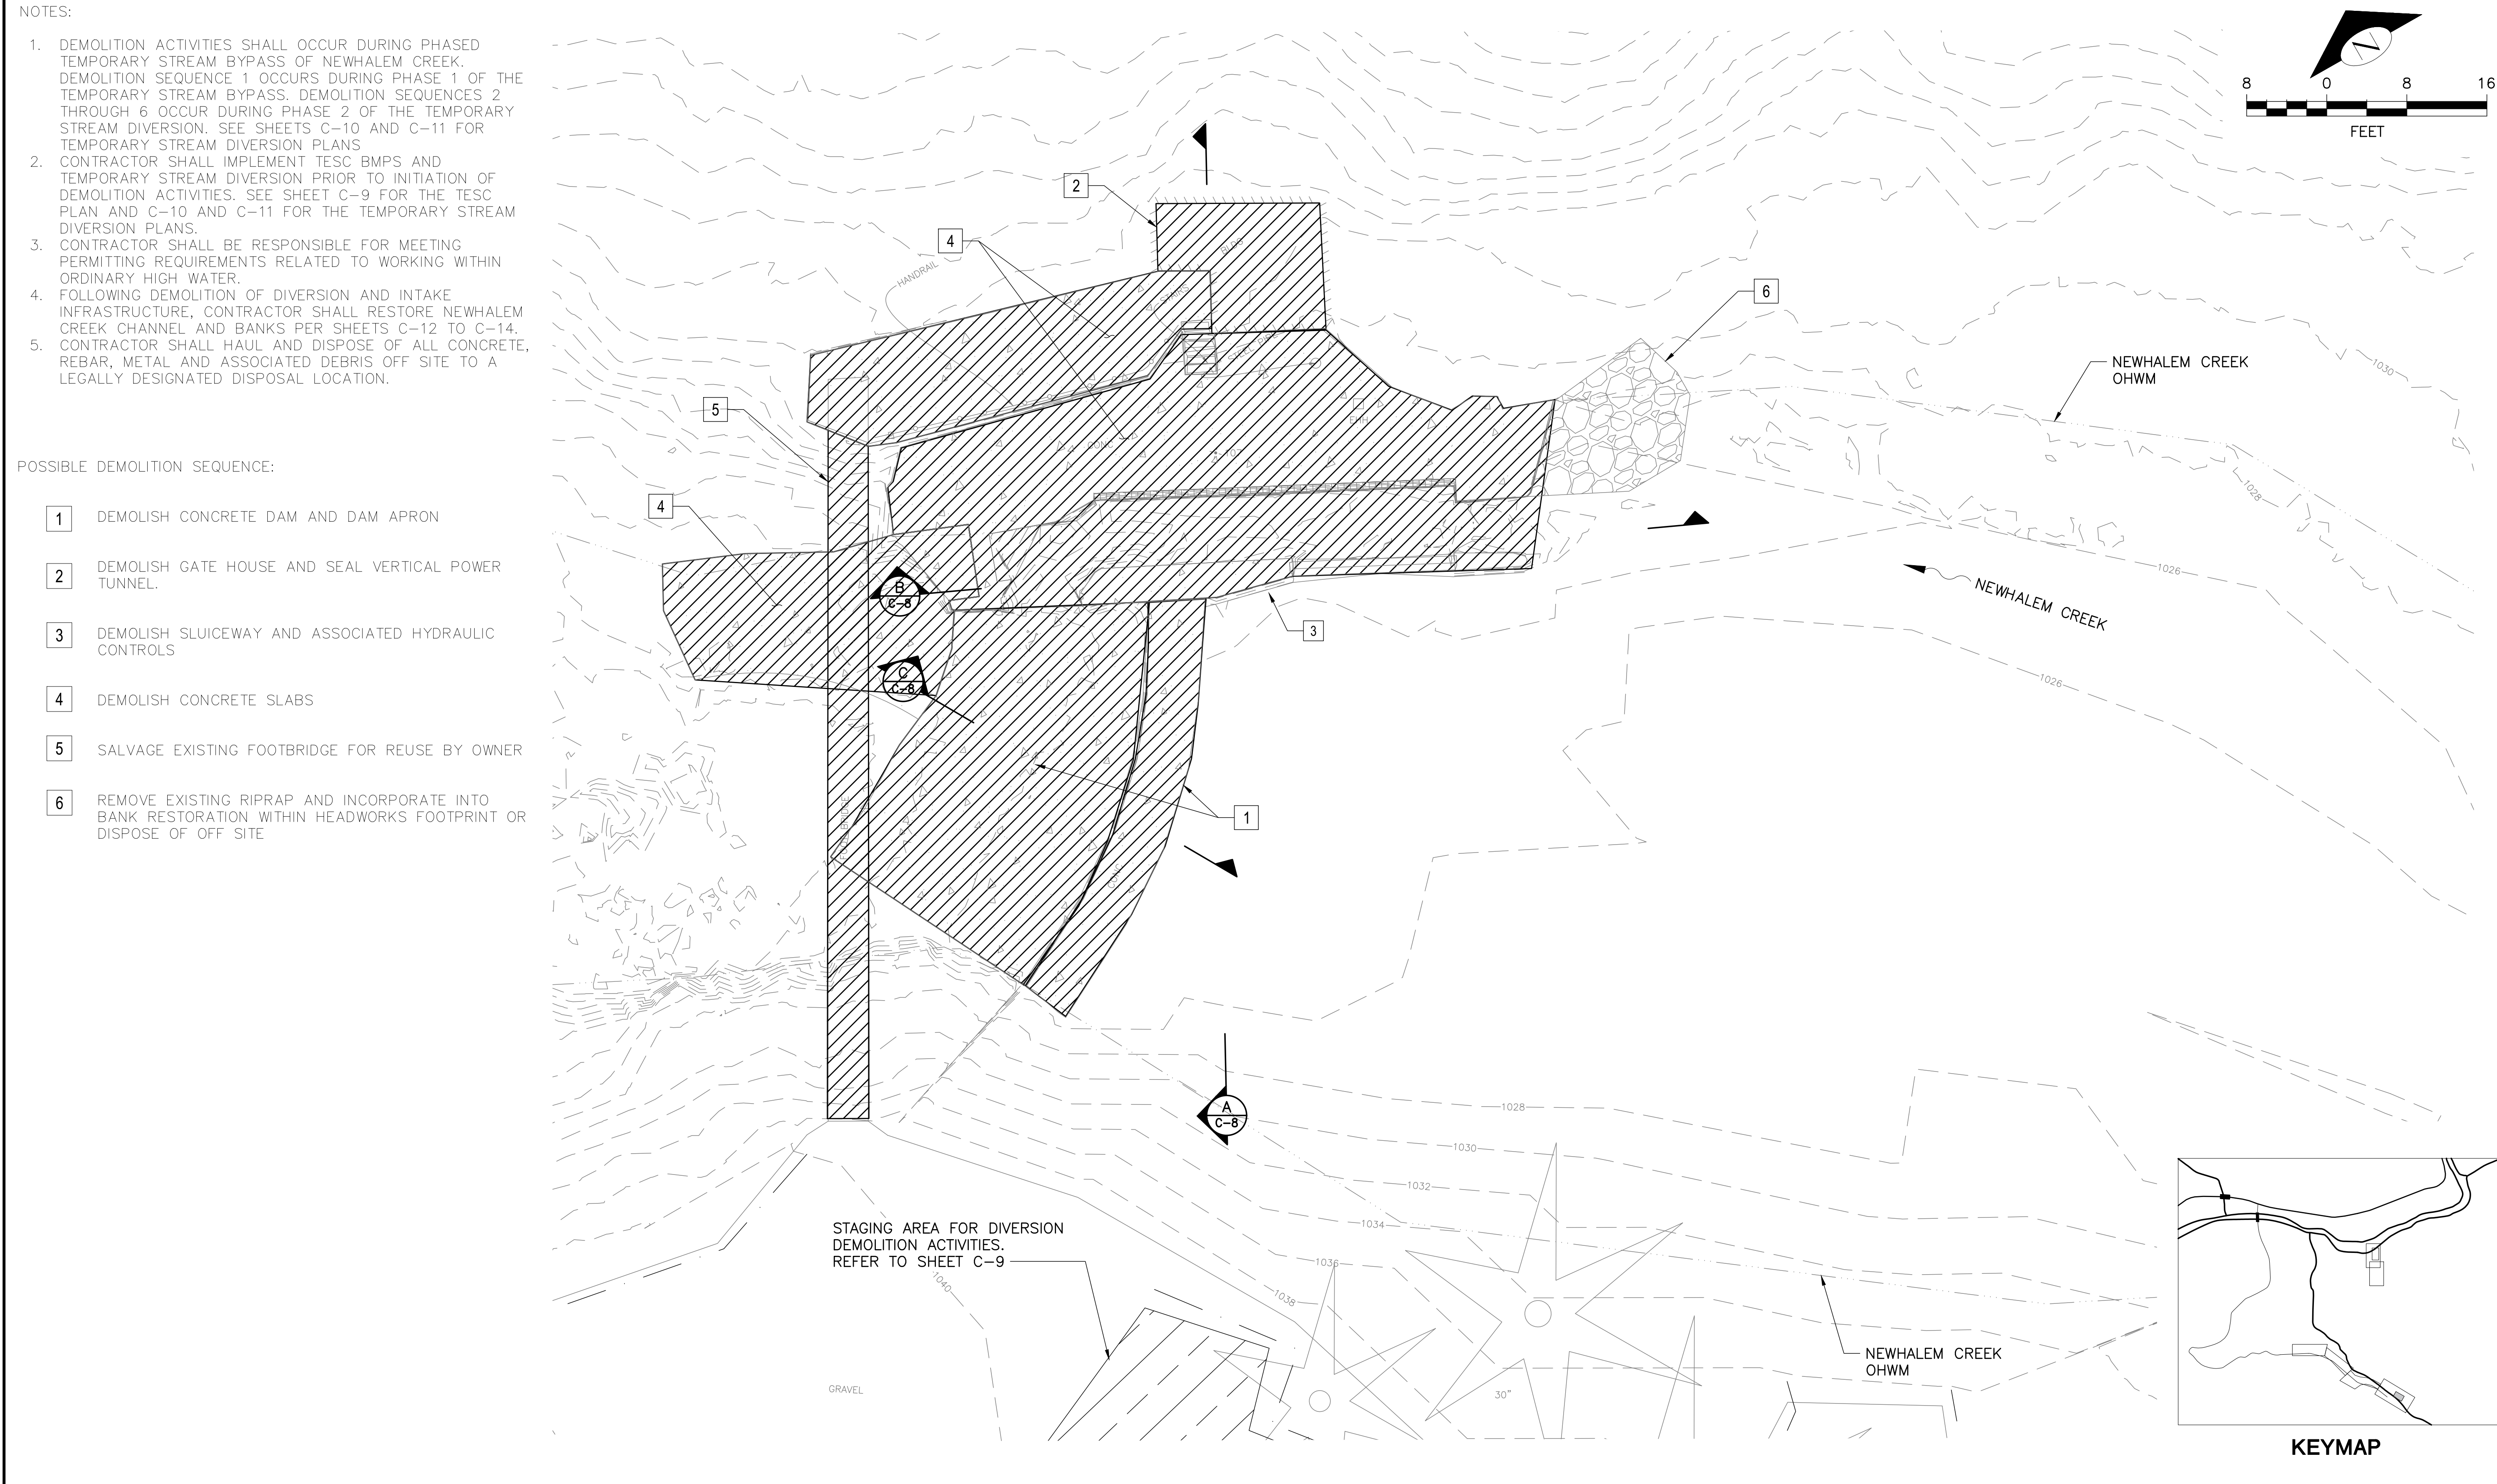 NOTES:
1. DEMOLITION ACTIVITIES SHALL OCCUR DURING PHASED
TEMPORARY STREAM BYPASS OF NEWHALEM CREEK.
DEMOLITION SEQUENCE 1 OCCURS DURING PHASE 1 OF THE
TEMPORARY STREAM BYPASS. DEMOLITION SEQUENCES 2
THROUGH 6 OCCUR DURING PHASE 2 OF THE TEMPORARY
STREAM DIVERSION. SEE SHEETS C-10 AND C-11 FOR
TEMPORARY STREAM DIVERSION PLANS
2. CONTRACTOR SHALL IMPLEMENT TESC BMPS AND
TEMPORARY STREAM DIVERSION PRIOR TO INITIATION OF
DEMOLITION ACTIVITIES. SEE SHEET C-9 FOR THE TESC
PLAN AND C-10 AND C-11 FOR THE TEMPORARY STREAM
DIVERSION PLANS.
3. CONTRACTOR SHALL BE RESPONSIBLE FOR MEETING
PERMITTING REQUIREMENTS RELATED TO WORKING WITHIN
ORDINARY HIGH WATER.
4. FOLLOWING DEMOLITION OF DIVERSION AND INTAKE
INFRASTRUCTURE, CONTRACTOR SHALL RESTORE NEWHALEM
CREEK CHANNEL AND BANKS PER SHEETS C-12 TO C-14.
5. CONTRACTOR SHALL HAUL AND DISPOSE OF ALL CONCRETE,
REBAR, METAL AND ASSOCIATED DEBRIS OFF SITE TO A
LEGALLY DESIGNATED DISPOSAL LOCATION.
POSSIBLE DEMOLITION SEQUENCE:
1 DEMOLISH CONCRETE DAM AND DAM APRON
2 DEMOLISH GATE HOUSE AND SEAL VERTICAL POWER
TUNNEL.
3 DEMOLISH SLUICEWAY AND ASSOCIATED HYDRAULIC
CONTROLS
4 DEMOLISH CONCRETE SLABS
5 SALVAGE EXISTING FOOTBRIDGE FOR REUSE BY OWNER
6 REMOVE EXISTING RIPRAP AND INCORPORATE INTO
BANK RESTORATION WITHIN HEADWORKS FOOTPRINT OR
DISPOSE OF OFF SITE
N
8 0 8 16
FEET
2
4
BLDG
HANDRAIL
STAIRS
STEEL PIPE
6
NEWHALEM CREEK
OHWM
1030
5
EHH
CONC
1028
4
1026
B
C-8
NEWHALEM CREEK
3
C
C-8
1026
1
FOOT BRIDGE
CONC
A
C-8
1028
1030
1032
1034
1036
1038
1040
STAGING AREA FOR DIVERSION
DEMOLITION ACTIVITIES.
REFER TO SHEET C-9
NEWHALEM CREEK
OHWM
GRAVEL
30"
KEYMAP